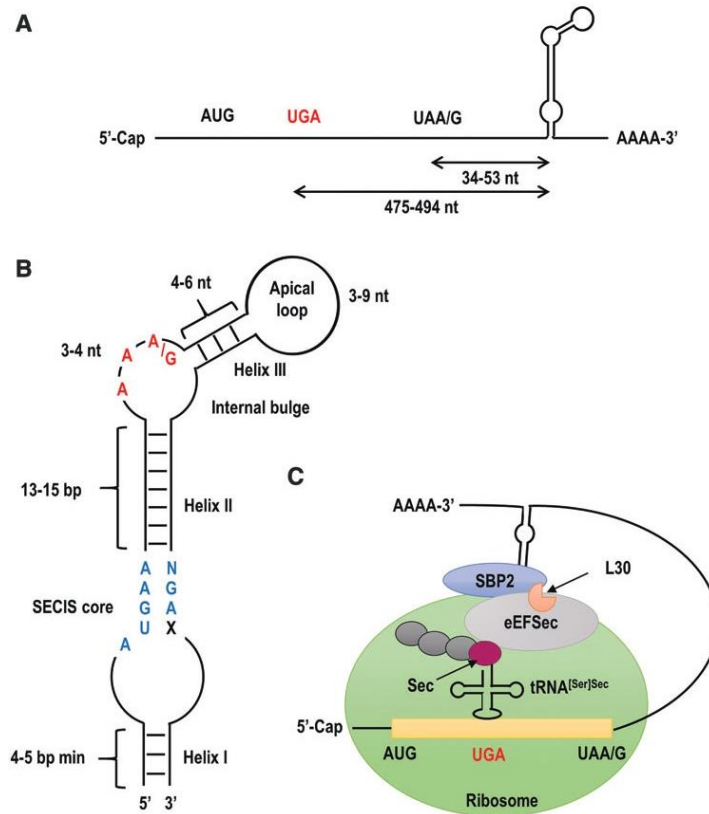 A
AUG UGA UAA/G
5'-Cap AAAA-3'
34-53 nt
475-494 nt
B
4-6 nt
Apical
loop
3-9 nt
3-4 nt
A A A/G
Helix III
Internal bulge
13-15 bp
Helix II
A N
A G
G A
U X
SECIS core
A
4-5 bp min
Helix I
5' 3'
C
AAAA-3'
SBP2
L30
eEFSec
Sec
tRNA[Ser]Sec
5'-Cap
AUG UGA UAA/G
Ribosome